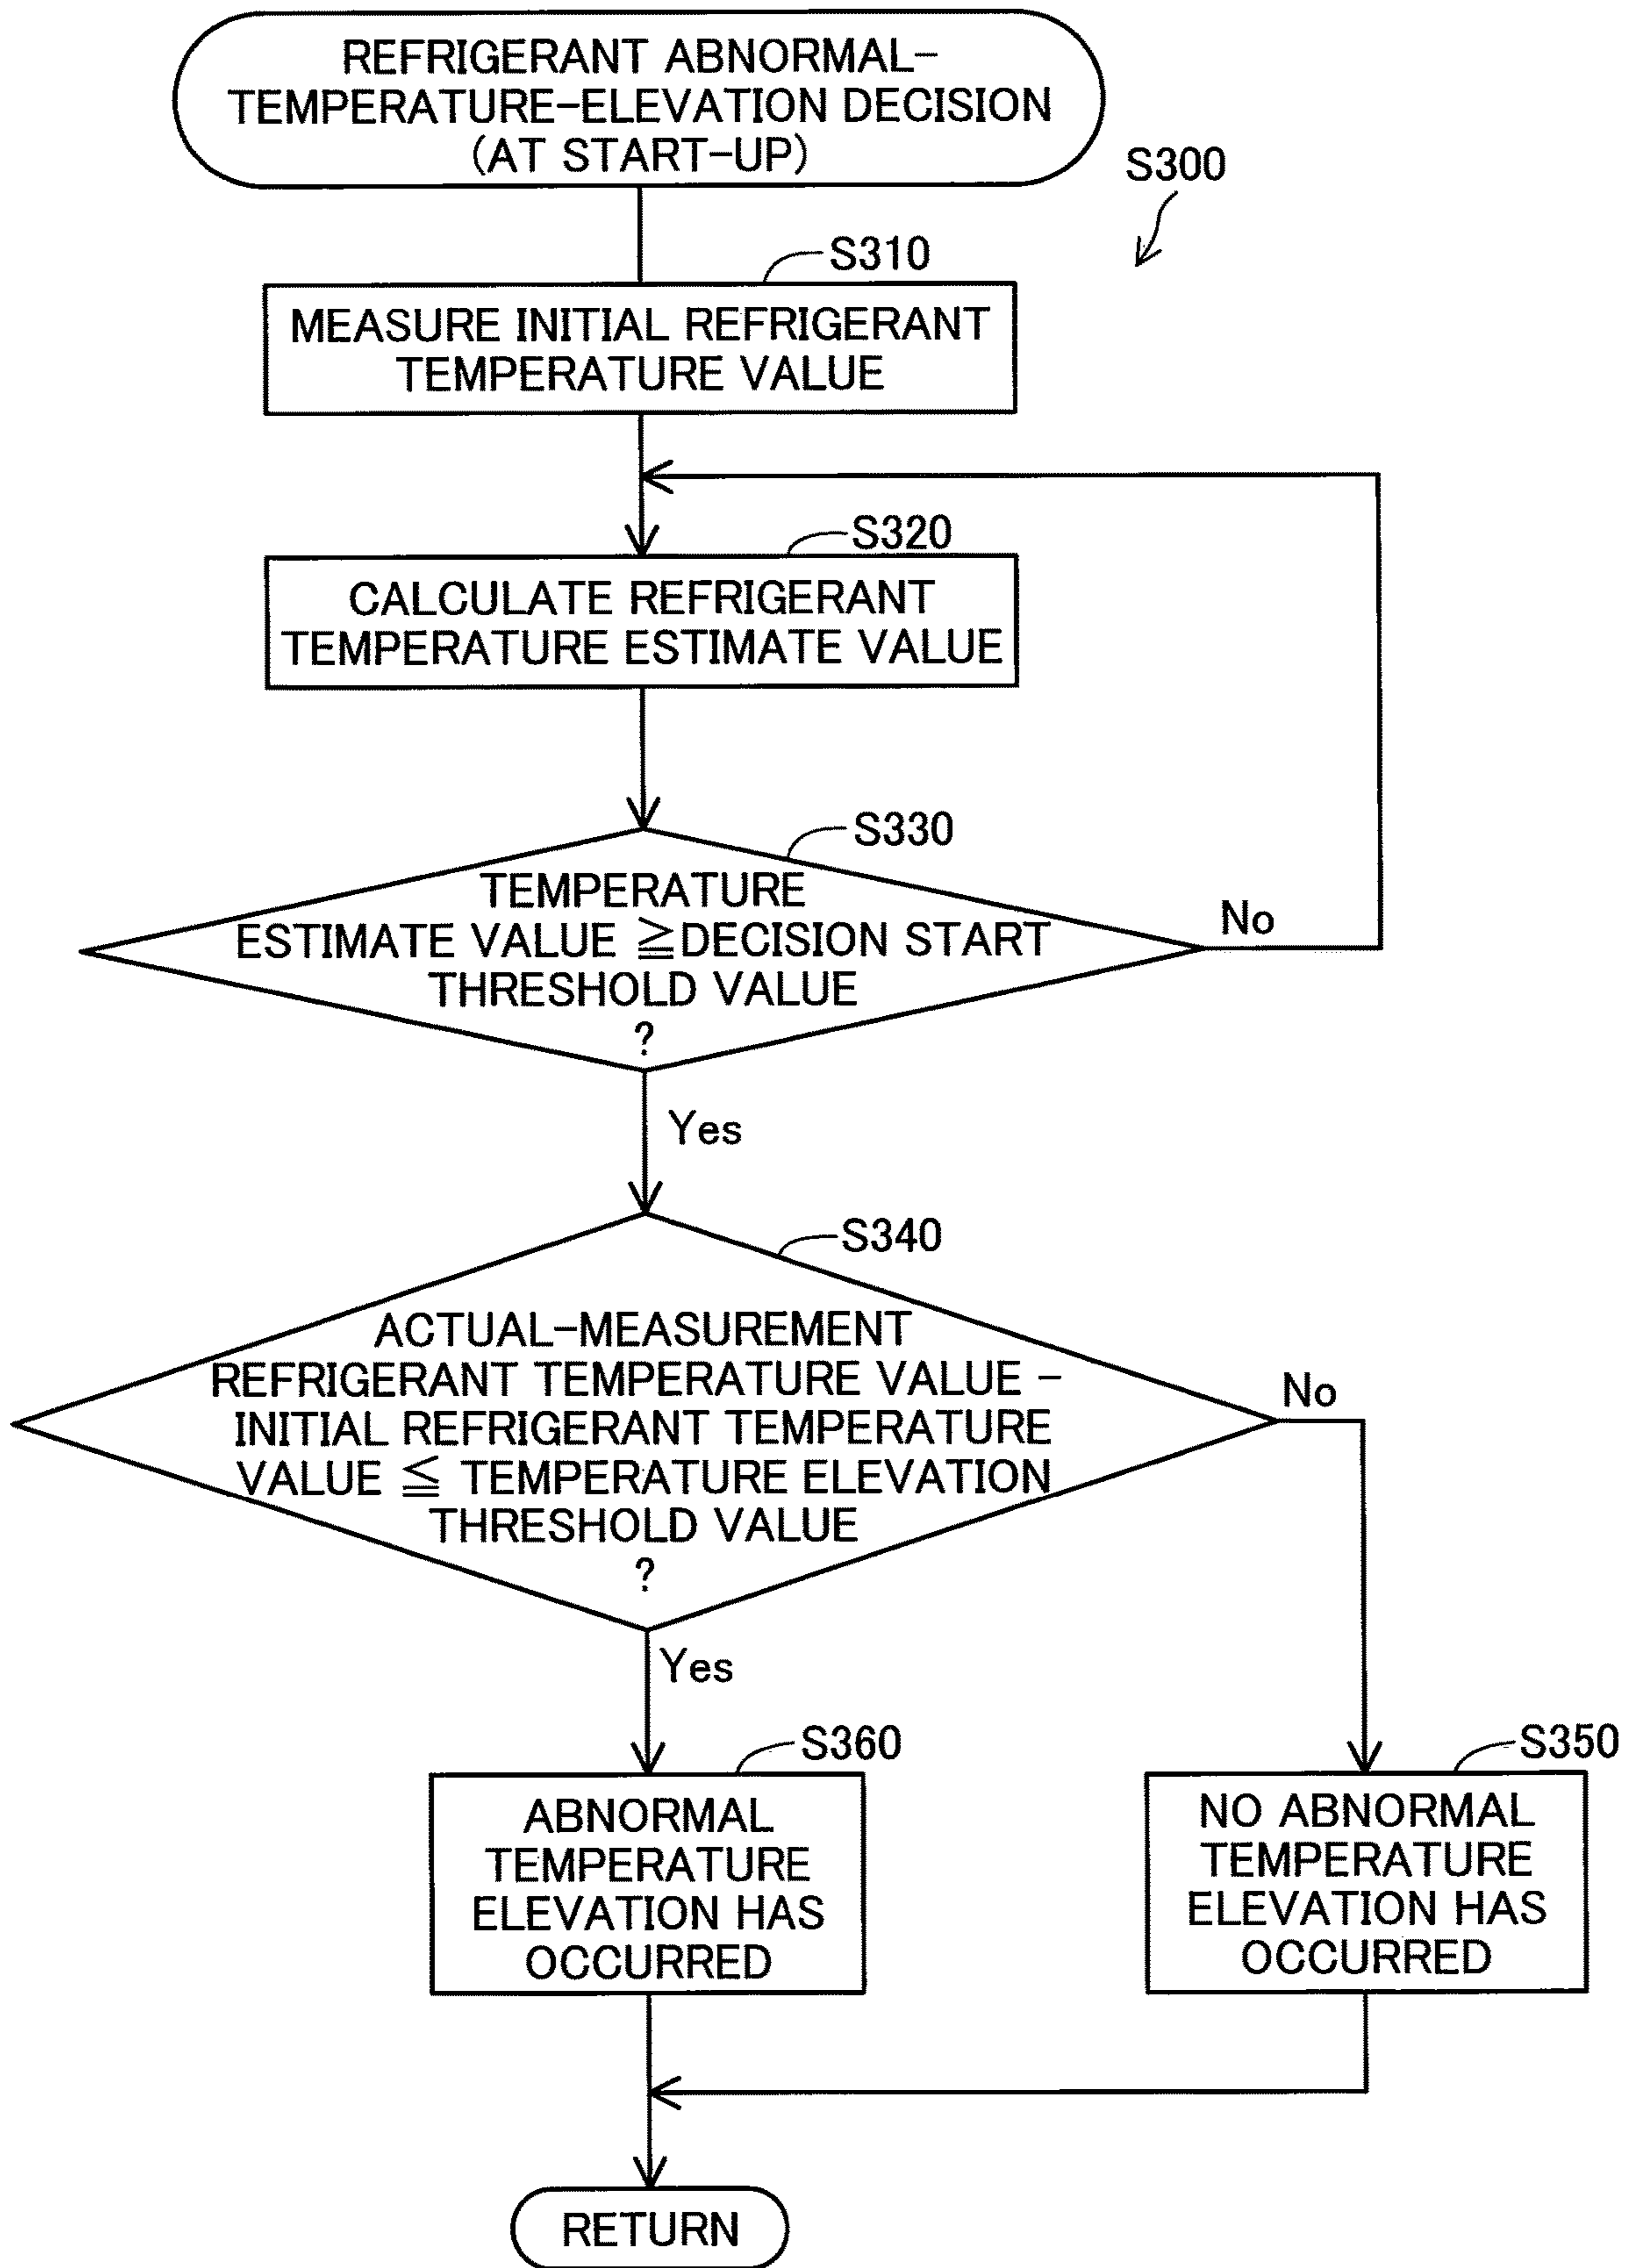 REFRIGERANT ABNORMAL-
TEMPERATURE-ELEVATION DECISION
(AT START-UP)
S300
S310
MEASURE INITIAL REFRIGERANT
TEMPERATURE VALUE
S320
CALCULATE REFRIGERANT
TEMPERATURE ESTIMATE VALUE
S330
TEMPERATURE
ESTIMATE VALUE ≧DECISION START
THRESHOLD VALUE
?
No
Yes
S340
ACTUAL-MEASUREMENT
REFRIGERANT TEMPERATURE VALUE -
INITIAL REFRIGERANT TEMPERATURE
VALUE ≦ TEMPERATURE ELEVATION
THRESHOLD VALUE
?
No
Yes
S360
ABNORMAL
TEMPERATURE
ELEVATION HAS
OCCURRED
S350
NO ABNORMAL
TEMPERATURE
ELEVATION HAS
OCCURRED
RETURN